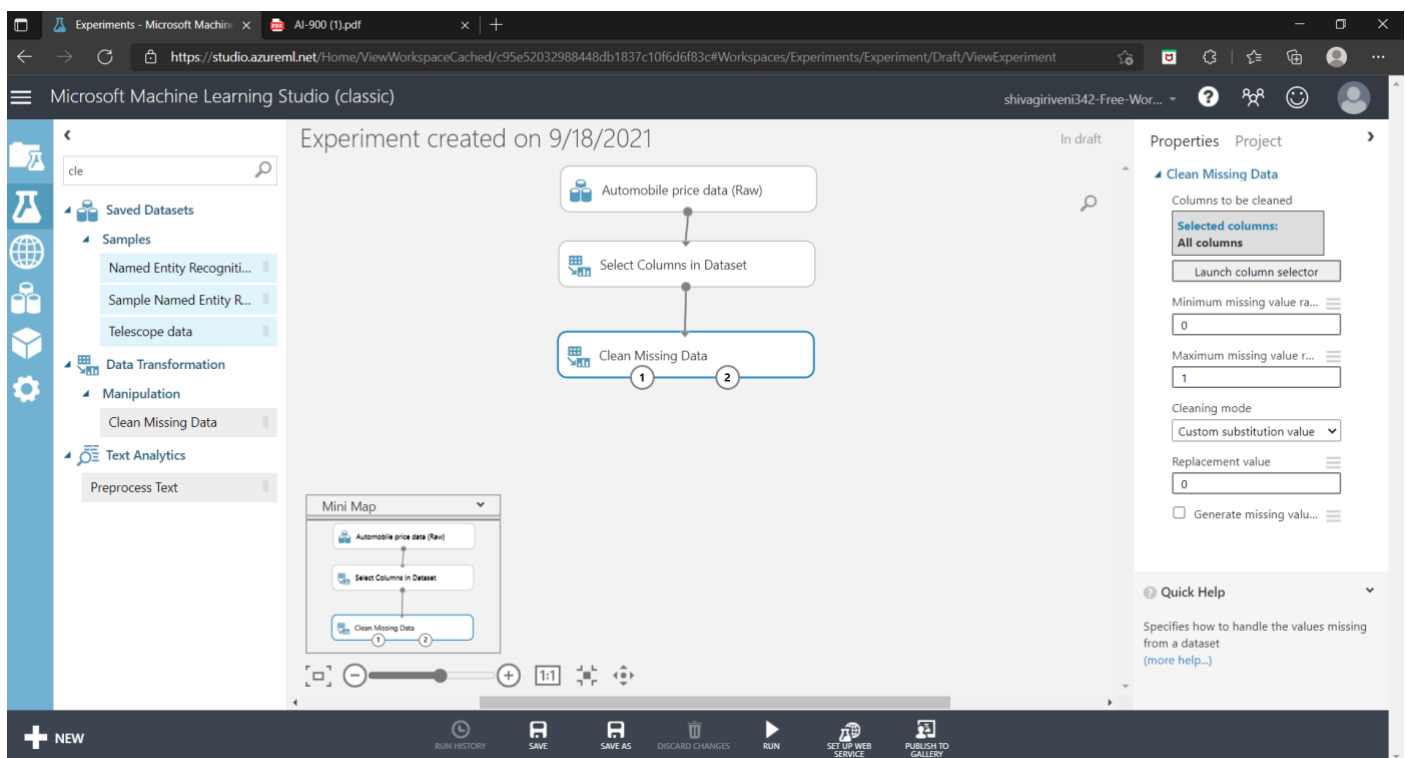 Experiments - Microsoft Machin
AI-900 (1).pdf
https://studio.azureml.net/Home/ViewWorkspaceCached/c95e52032988448db1837c10f6d6f83c#Workspaces/Experiments/Experiment/Draft/ViewExperiment
Microsoft Machine Learning Studio (classic)
shivagiriveni342-Free-Wor...
cle
Saved Datasets
Samples
Named Entity Recogniti...
Sample Named Entity R...
Telescope data
Data Transformation
Manipulation
Clean Missing Data
Text Analytics
Preprocess Text
Experiment created on 9/18/2021
In draft
Automobile price data (Raw)
Select Columns in Dataset
Clean Missing Data
1 2
Mini Map
Automobile price data (Raw)
Select Columns in Dataset
Clean Missing Data
1 2
1:1
Properties Project
Clean Missing Data
Columns to be cleaned
Selected columns:
All columns
Launch column selector
Minimum missing value ra...
0
Maximum missing value r...
1
Cleaning mode
Custom substitution value
Replacement value
0
Generate missing valu...
Quick Help
Specifies how to handle the values missing
from a dataset
(more help...)
NEW
RUN HISTORY
SAVE
SAVE AS
DISCARD CHANGES
RUN
SET UP WEB
SERVICE
PUBLISH TO
GALLERY